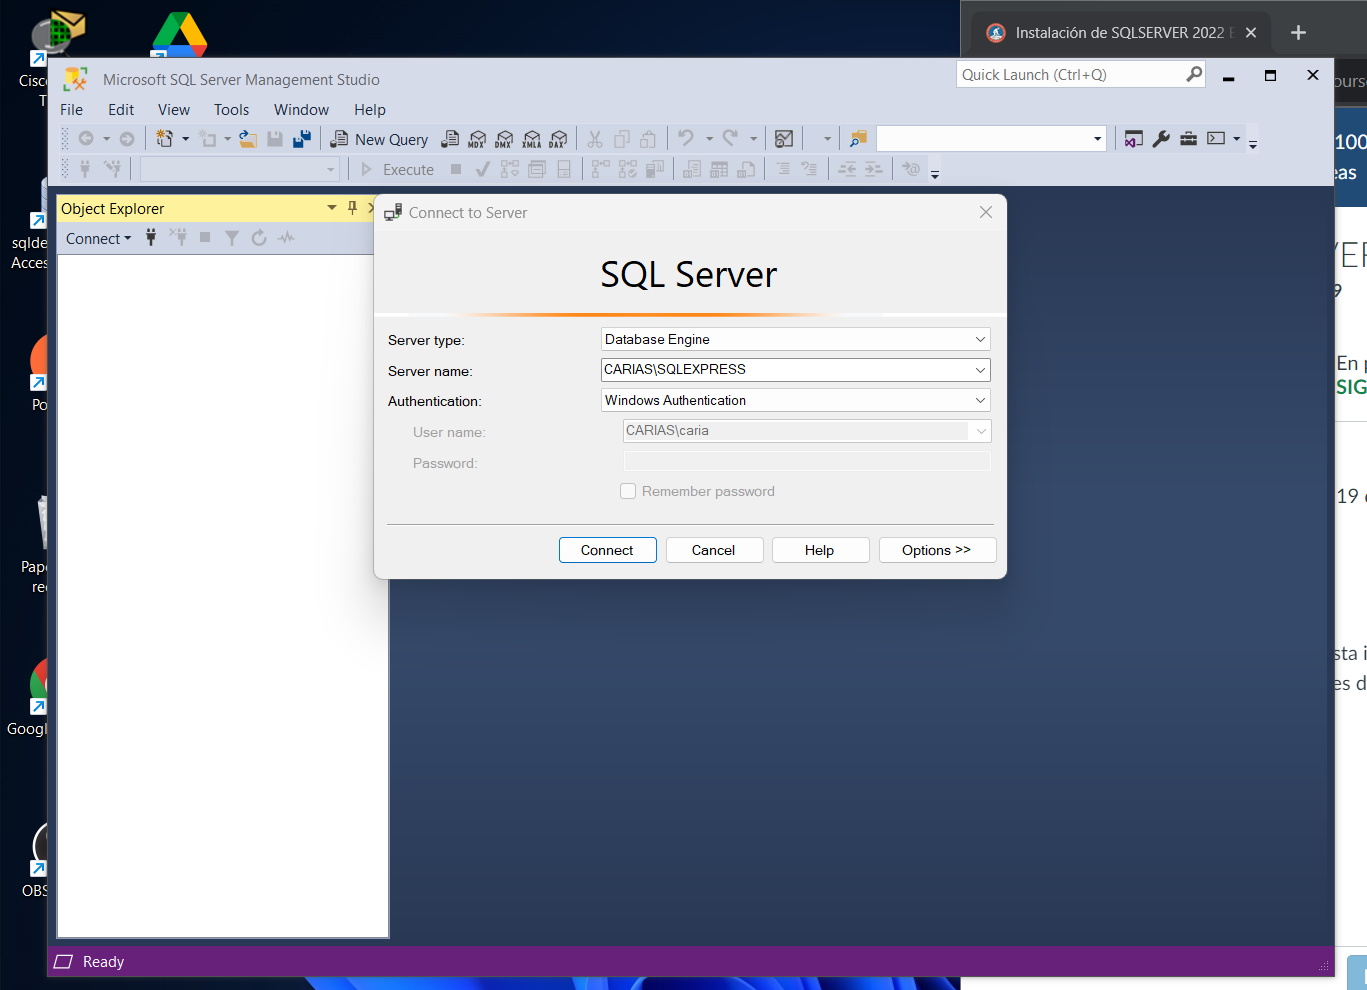 Instalación de SQLSERVER 2022
Microsoft SQL Server Management Studio
Quick Launch (Ctrl+Q)
File Edit View Tools Window Help
New Query
MDX DMX XMLA DAX
Execute
Object Explorer
Connect
Connect to Server
SQL Server
Server type: Database Engine
Server name: CARIAS\SQLEXPRESS
Authentication: Windows Authentication
User name: CARIAS\caria
Password:
Remember password
Connect Cancel Help Options >>
Ready
Cisc
T
sqlde
Acces
Po
Pap
re
Googl
OBS
ours
100
eas
VER
9
En p
SIG
19
sta i
es d